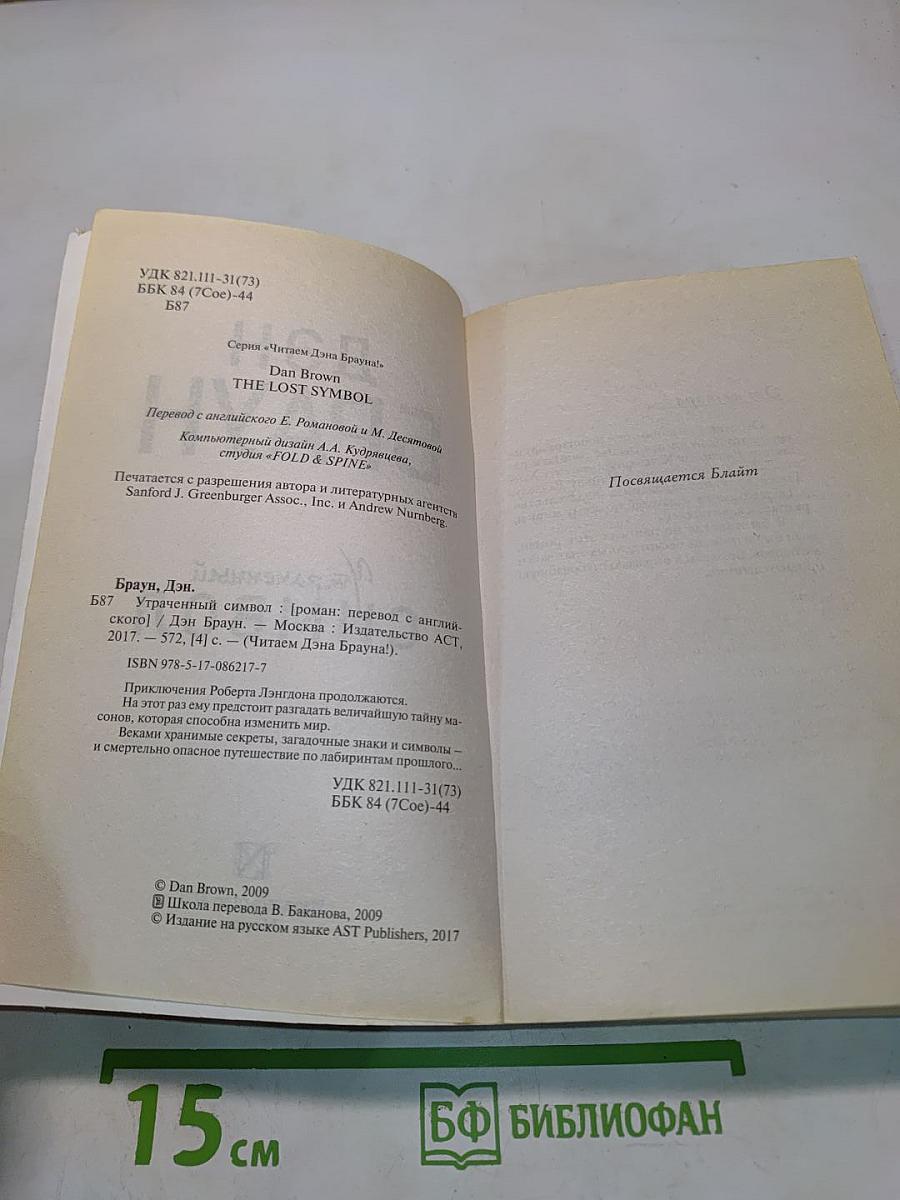 УДК 821.111-31(73)
ББК 84 (7Сое)-44
Б87
Серия «Читаем Дэна Брауна!»
Dan Brown
THE LOST SYMBOL
Перевод с английского Е. Романовой и М. Десятовой
Компьютерный дизайн А.А. Кудрявцева,
студия «FOLD & SPINE»
Печатается с разрешения автора и литературных агентств
Sanford J. Greenburger Assoc., Inc. и Andrew Nurnberg.
Браун, Дэн.
Б87 Утраченный символ : [роман: перевод с англий-
ского] / Дэн Браун. — Москва : Издательство АСТ,
2017. — 572, [4] с. — (Читаем Дэна Брауна!).
ISBN 978-5-17-086217-7
Приключения Роберта Лэнгдона продолжаются.
На этот раз ему предстоит разгадать величайшую тайну ма-
сонов, которая способна изменить мир.
Веками хранимые секреты, загадочные знаки и символы –
и смертельно опасное путешествие по лабиринтам прошлого...
УДК 821.111-31(73)
ББК 84 (7Сое)-44
© Dan Brown, 2009
Школа перевода В. Баканова, 2009
© Издание на русском языке AST Publishers, 2017
Посвящается Блайт
15 см
БФ БИБЛИОФАН